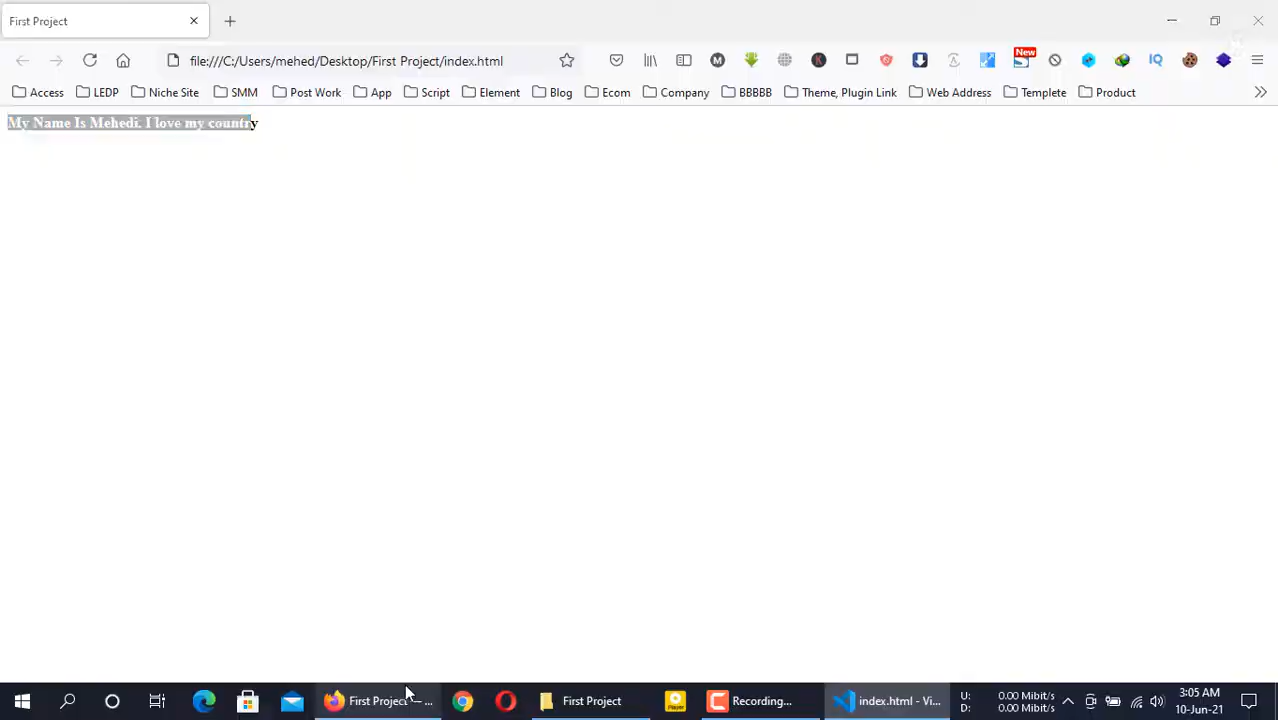 First Project
file:///C:/Users/mehed/Desktop/First Project/index.html
New
Access LEDP Niche Site SMM Post Work App Script Element Blog Ecom Company BBBBB Theme, Plugin Link Web Address Templete Product
My Name Is Mehedi. I love my country
First Project — ... First Project Player Recording... index.html - Vi...
U: 0.00 Mibit/s
D: 0.00 Mibit/s
3:05 AM
10-Jun-21